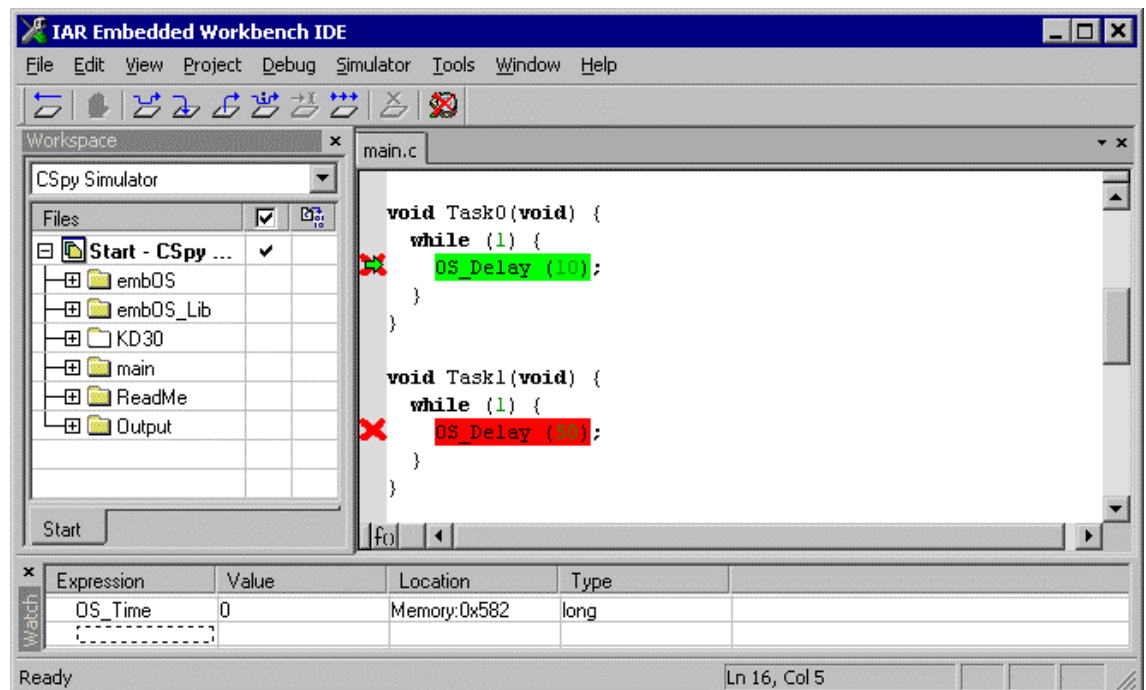 IAR Embedded Workbench IDE
File Edit View Project Debug Simulator Tools Window Help
Workspace
CSpy Simulator
Files
Start - CSpy ...
embOS
embOS_Lib
KD30
main
ReadMe
Output
Start
main.c
void Task0(void) {
while (1) {
OS_Delay (10);
}
}
void Task1(void) {
while (1) {
OS_Delay (50);
}
}
fo
Watch
Expression Value Location Type
OS_Time 0 Memory:0x582 long
Ready Ln 16, Col 5